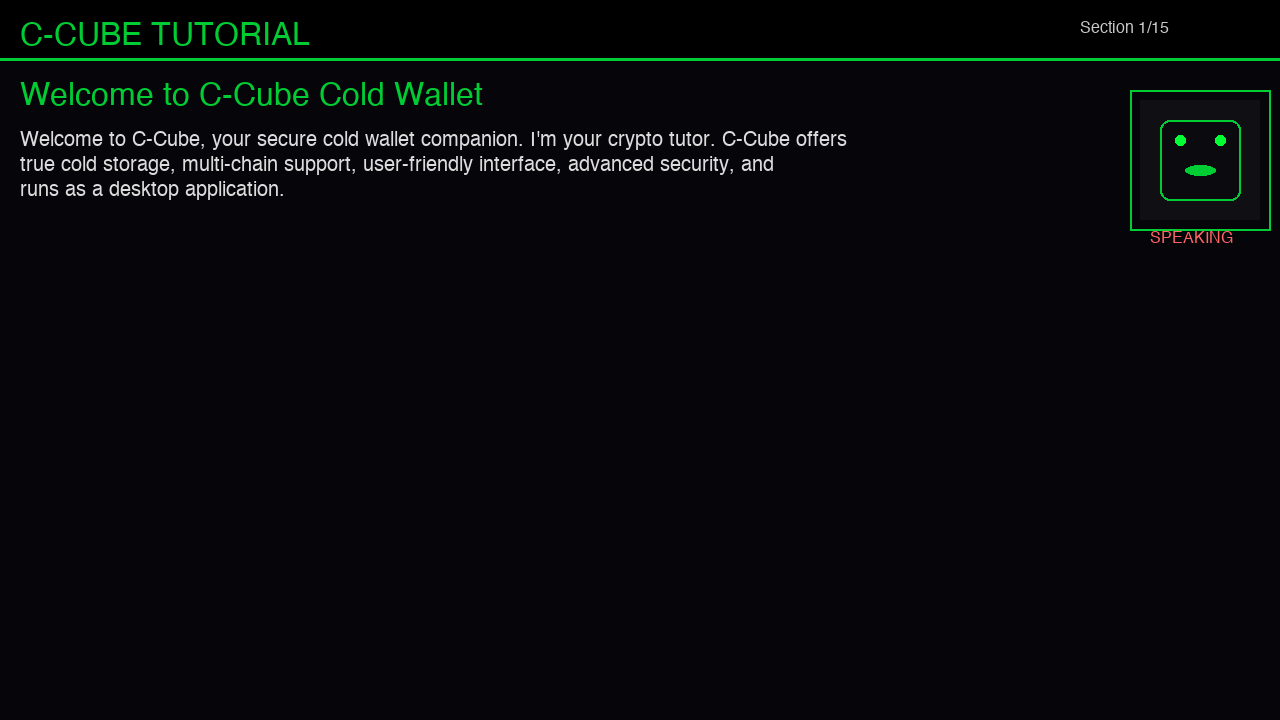 C-CUBE TUTORIAL
Section 1/15
Welcome to C-Cube Cold Wallet
Welcome to C-Cube, your secure cold wallet companion. I'm your crypto tutor. C-Cube offers
true cold storage, multi-chain support, user-friendly interface, advanced security, and
runs as a desktop application.
SPEAKING